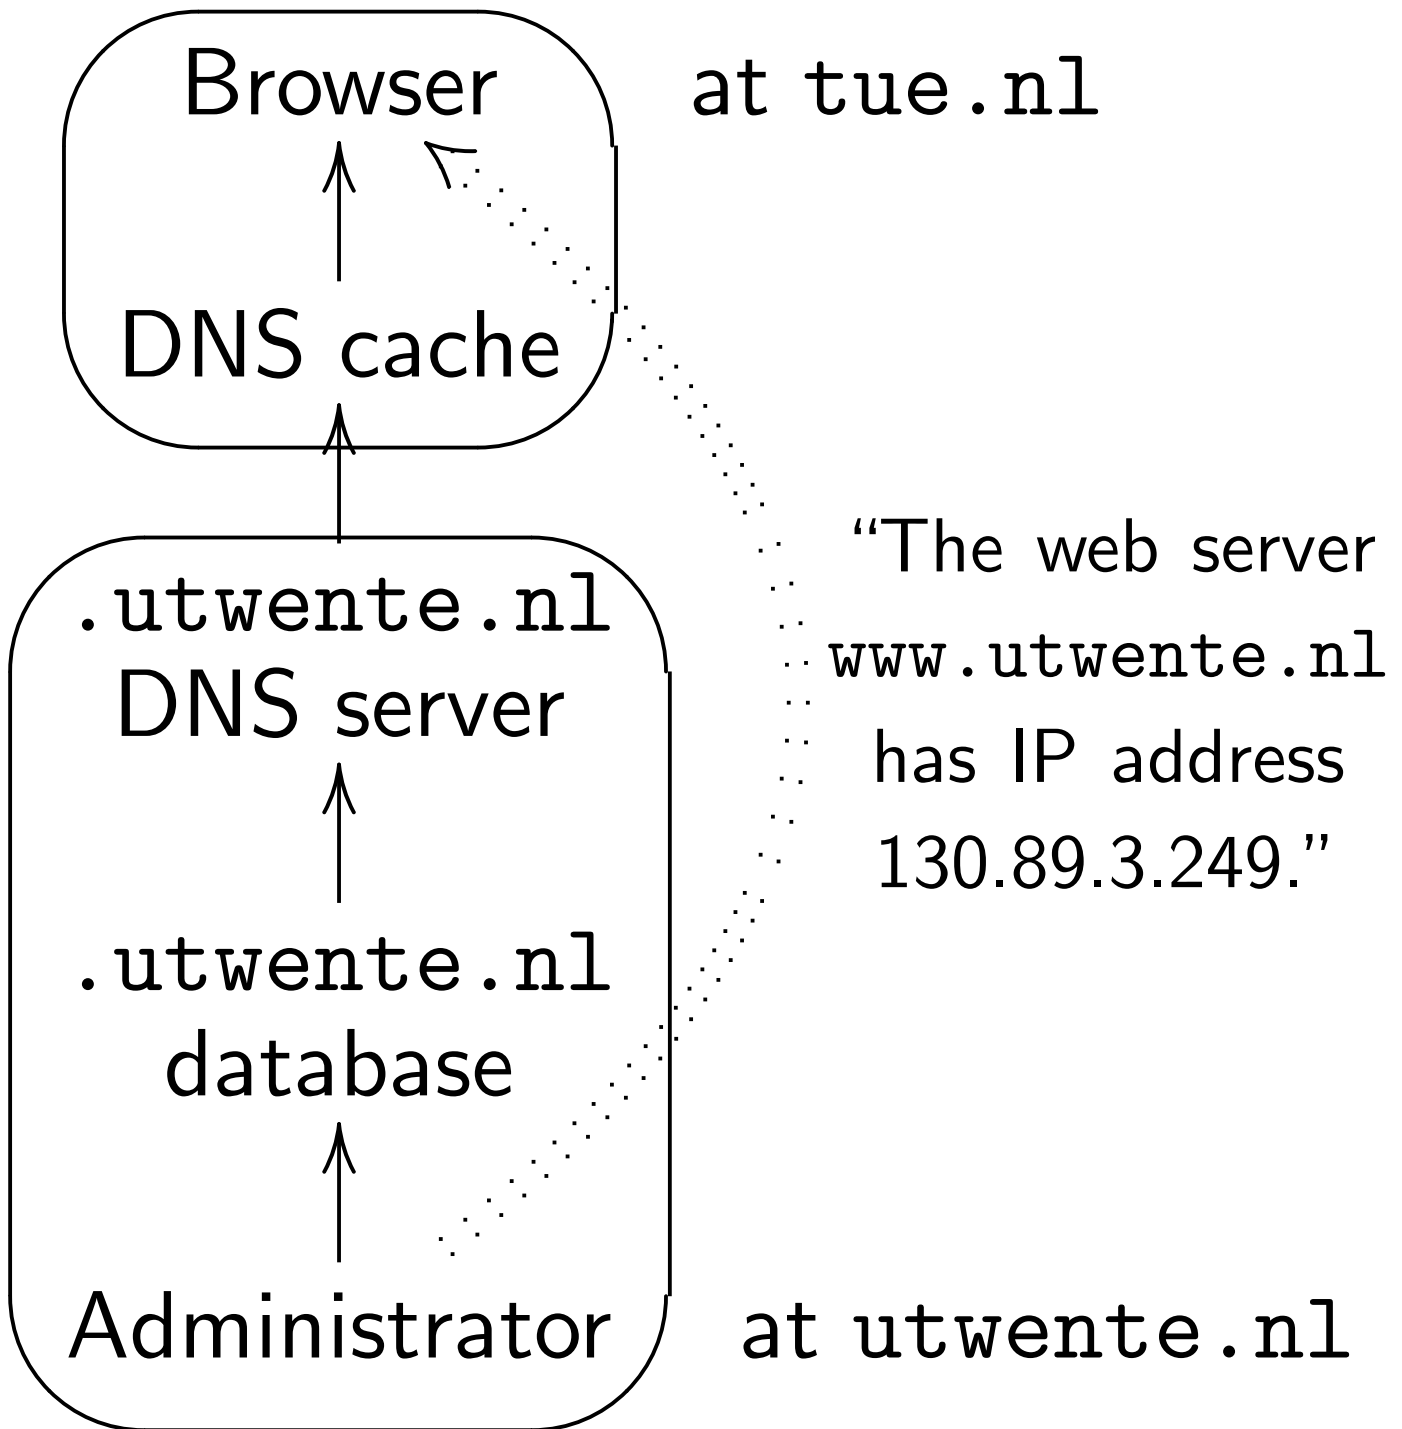 Browser
at tue.nl
DNS cache
.utwente.nl
DNS server
“The web server
www.utwente.nl
has IP address
130.89.3.249.”
.utwente.nl
database
Administrator
at utwente.nl